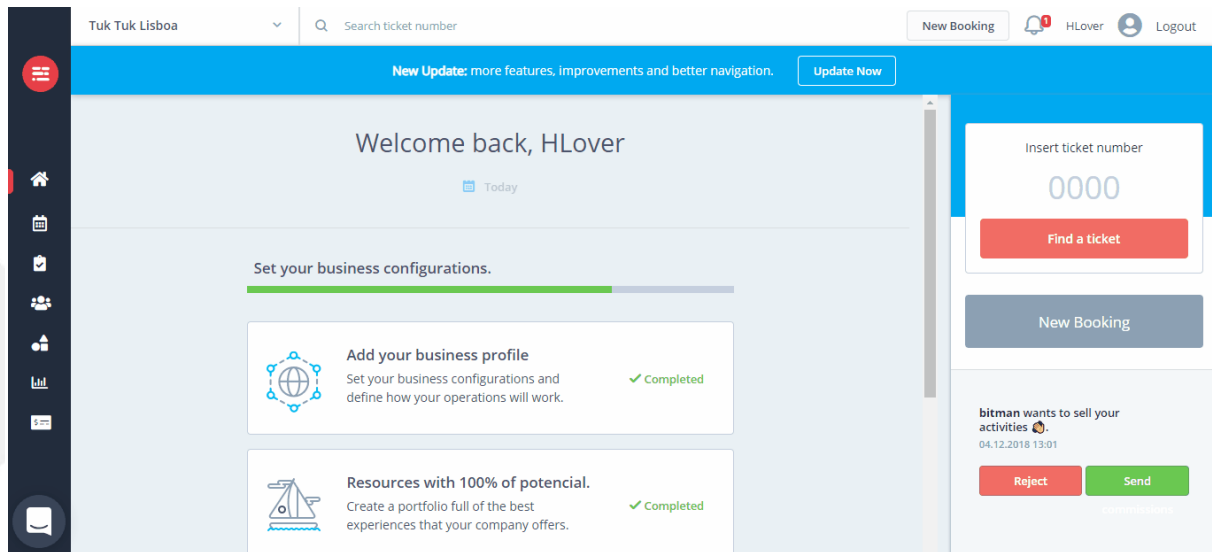 Tuk Tuk Lisboa
Search ticket number
New Booking
1
HLover
Logout
New Update: more features, improvements and better navigation.
Update Now
Welcome back, HLover
Today
Set your business configurations.
Add your business profile
Set your business configurations and
define how your operations will work.
Completed
Resources with 100% of potencial.
Create a portfolio full of the best
experiences that your company offers.
Completed
Insert ticket number
0000
Find a ticket
New Booking
bitman wants to sell your
activities 👏.
04.12.2018 13:01
Reject
Send
commissions